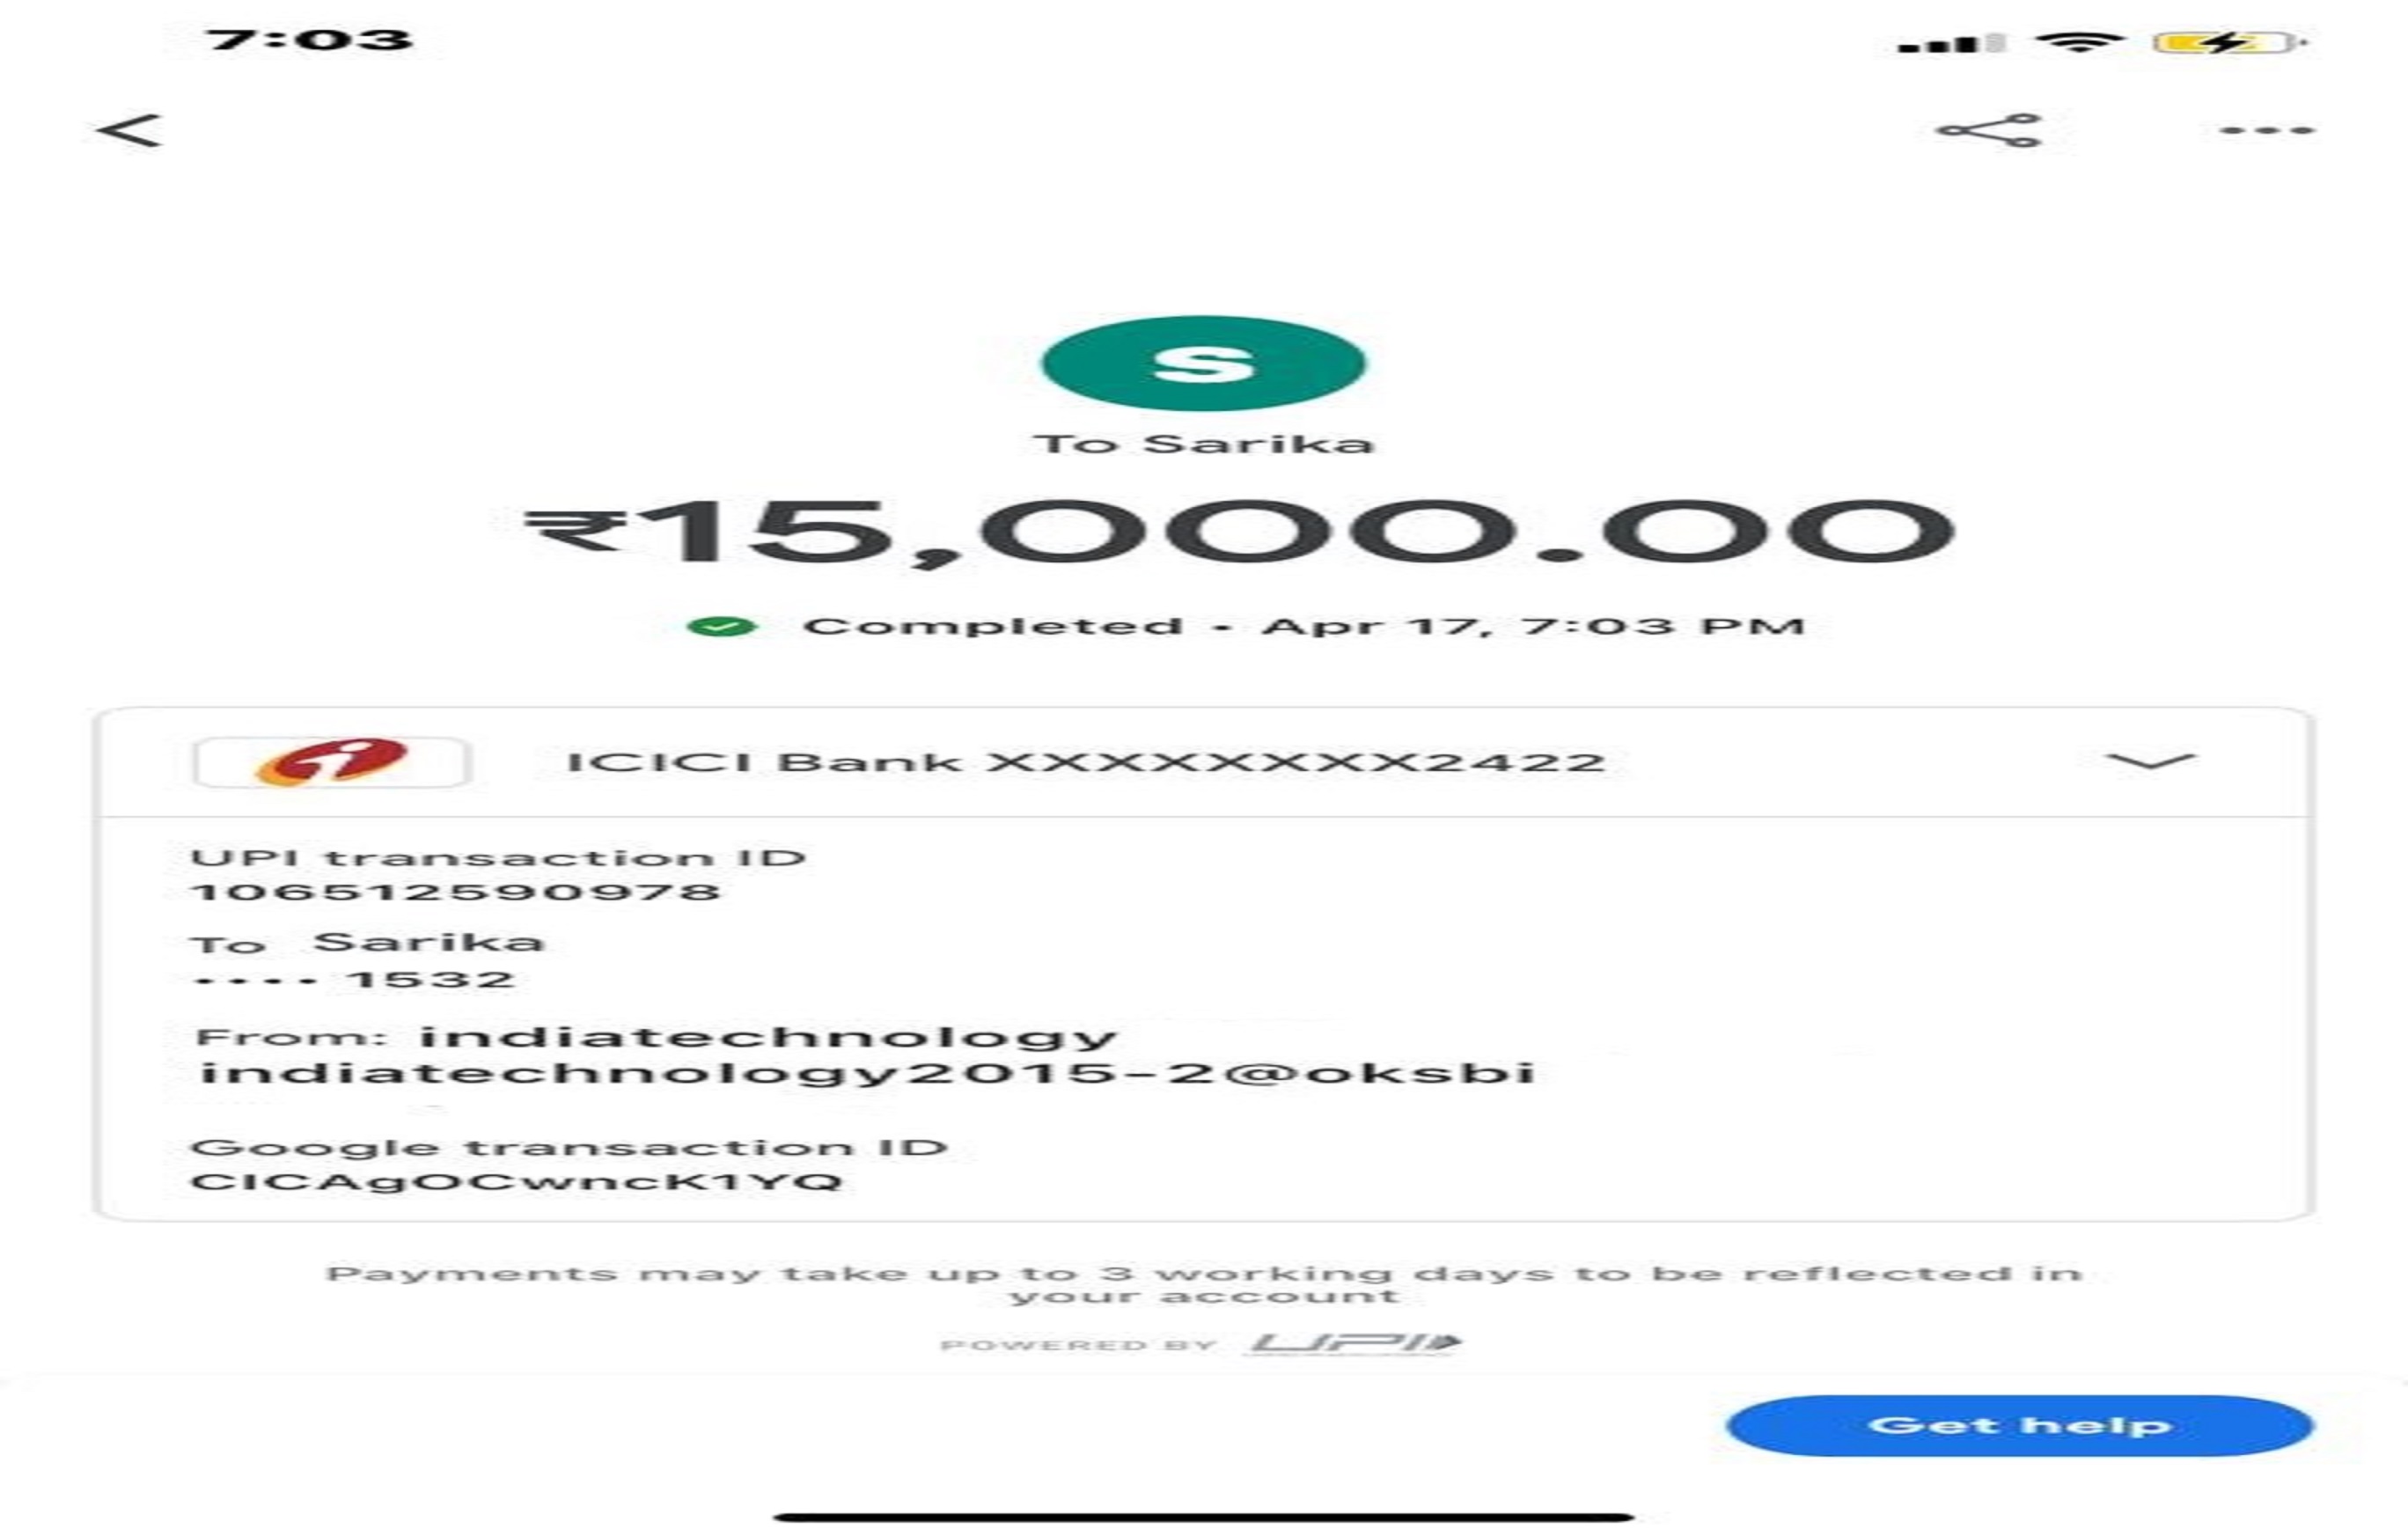 7:03
S
To Sarika
₹15,000.00
Completed • Apr 17, 7:03 PM
ICICI Bank XXXXXXXX2422
UPI transaction ID
106512590978
To Sarika
•••• 1532
From: indiatechnology
indiatechnology2015-2@oksbi
Google transaction ID
CICAgOCwncK1YQ
Payments may take up to 3 working days to be reflected in
your account
POWERED BY UPI
Get help